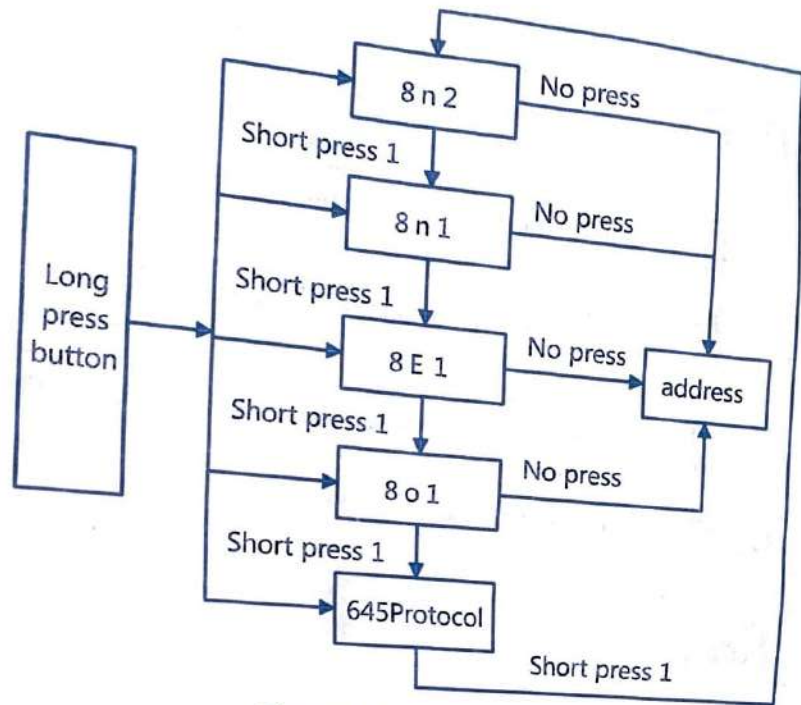 8 n 2
No press
Short press 1
8 n 1
No press
Short press 1
Long
press
button
8 E 1
No press
address
Short press 1
8 o 1
No press
Short press 1
645Protocol
Short press 1